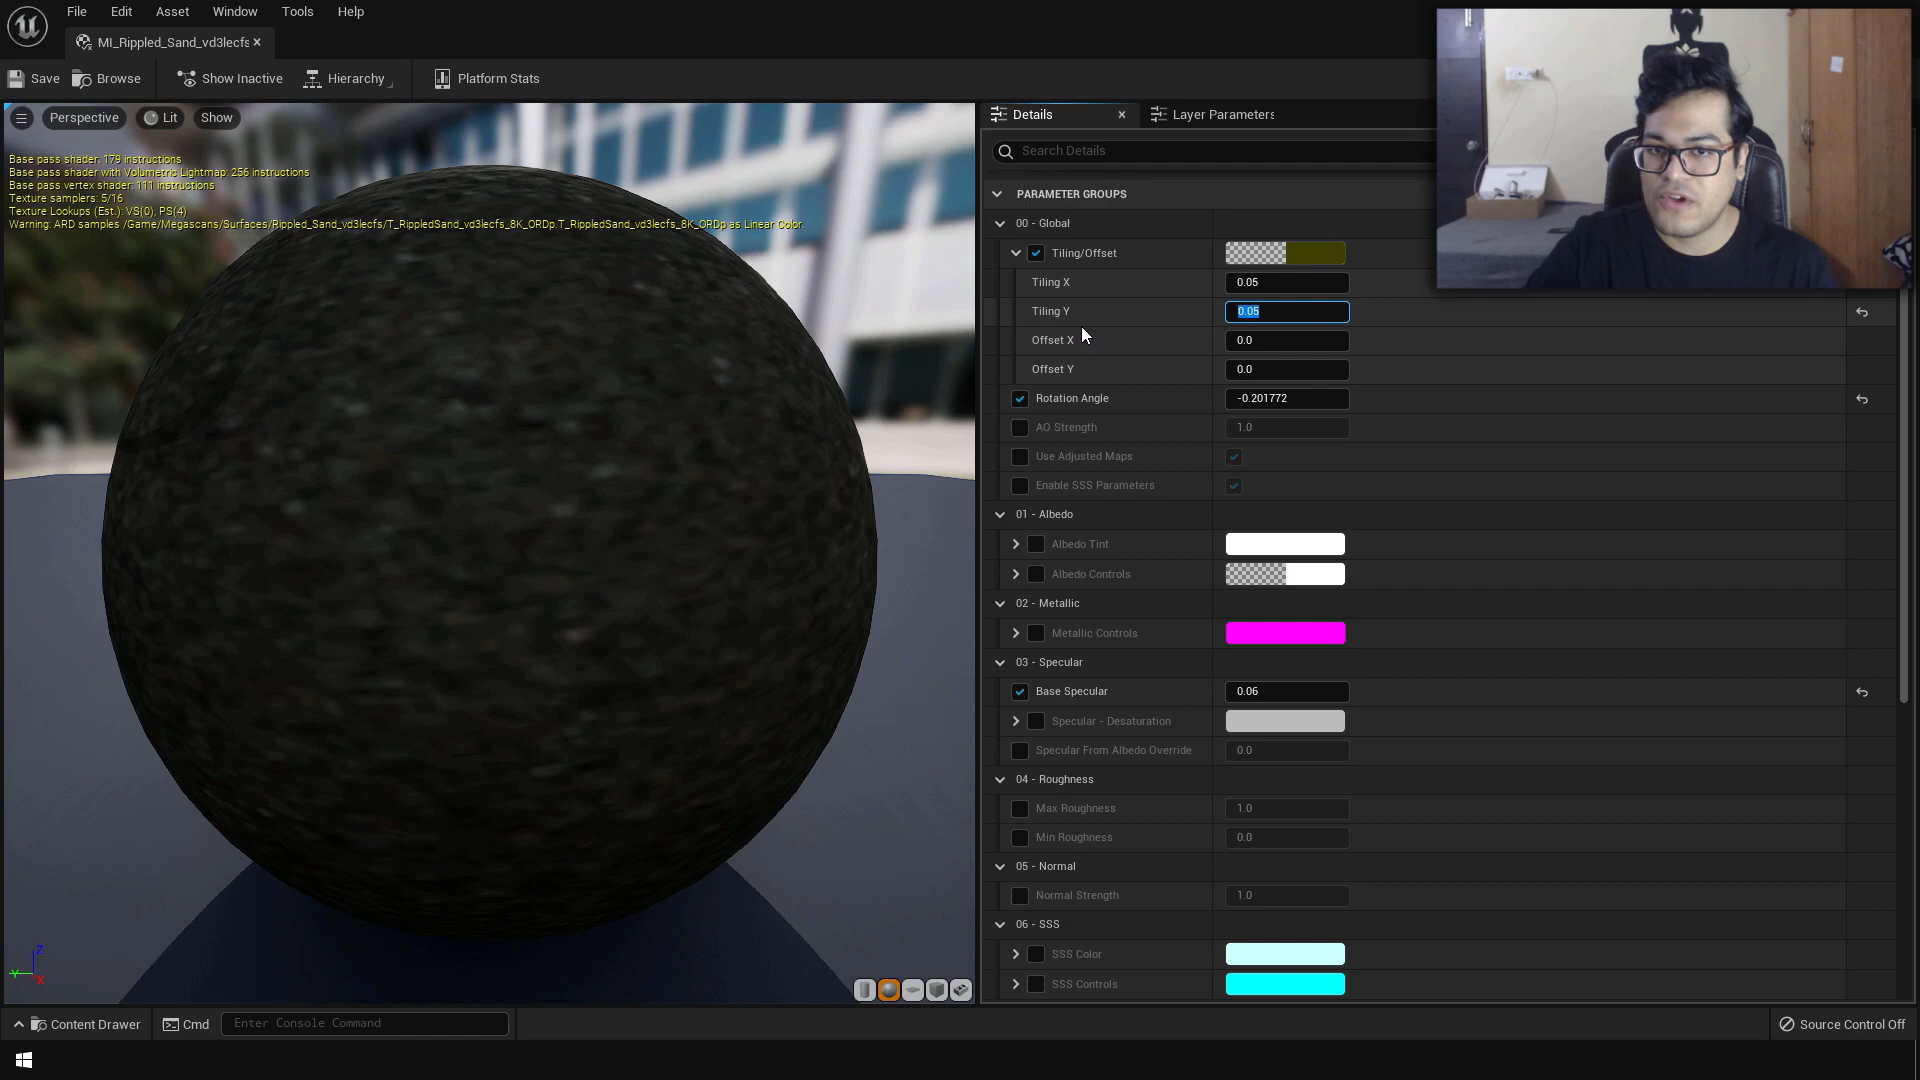 File Edit Asset Window Tools Help
MI_Rippled_Sand_vd3lecfs
Save Browse Show Inactive Hierarchy Platform Stats
Perspective Lit Show
Base pass shader: 179 instructions
Base pass shader with Volumetric Lightmap: 256 instructions
Base pass vertex shader: 111 instructions
Texture samplers: 5/16
Texture Lookups (Est.): VS(0), PS(4)
Warning: ARD samples /Game/Megascans/Surfaces/Rippled_Sand_vd3lecfs/T_RippledSand_vd3lecfs_8K_ORDp.T_RippledSand_vd3lecfs_8K_ORDp as Linear Color.
Z
Y
X
Details Layer Parameters
Search Details
PARAMETER GROUPS
00 - Global
Tiling/Offset
Tiling X 0.05
Tiling Y 0.05
Offset X 0.0
Offset Y 0.0
Rotation Angle -0.201772
AO Strength 1.0
Use Adjusted Maps
Enable SSS Parameters
01 - Albedo
Albedo Tint
Albedo Controls
02 - Metallic
Metallic Controls
03 - Specular
Base Specular 0.06
Specular - Desaturation
Specular From Albedo Override 0.0
04 - Roughness
Max Roughness 1.0
Min Roughness 0.0
05 - Normal
Normal Strength 1.0
06 - SSS
SSS Color
SSS Controls
Content Drawer Cmd Enter Console Command Source Control Off